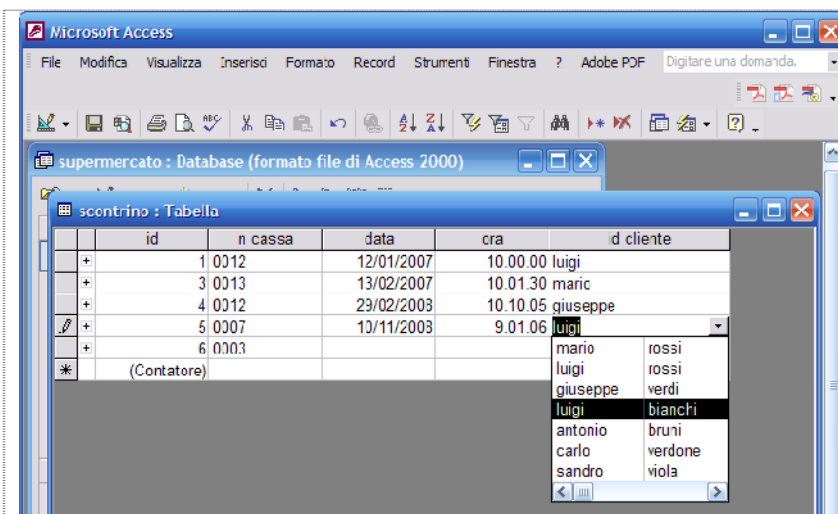 Microsoft Access
File Modifica Visualizza Inserisci Formato Record Strumenti Finestra ? Adobe PDF Digitare una domanda.
supermercato : Database (formato file di Access 2000)
scontrino : Tabella
id n cassa data ora id cliente
1 0012 12/01/2007 10.00.00 luigi
3 0013 13/02/2007 10.01.30 mario
4 0012 29/02/2008 10.10.05 giuseppe
5 0007 10/11/2008 9.01.06 luigi
6 0003
(Contatore)
mario rossi
luigi rossi
giuseppe verdi
luigi bianchi
antonio bruni
carlo verdone
sandro viola